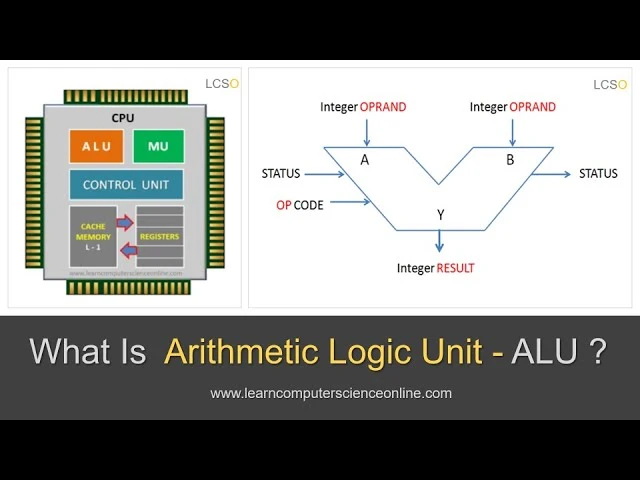 LCSO
CPU
ALU
MU
CONTROL UNIT
CACHE
MEMORY
L - 1
REGISTERS
www.learncomputerscienceonline.com
LCSO
Integer OPRAND
Integer OPRAND
A
B
STATUS
STATUS
OP CODE
Y
Integer RESULT
What Is Arithmetic Logic Unit - ALU ?
www.learncomputerscienceonline.com